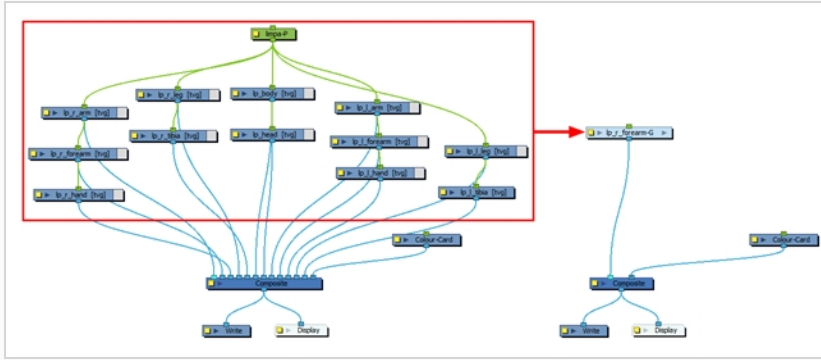 limpa-P
lp_r_arm [tvg]
lp_r_leg [tvg]
lp_body [tvg]
lp_l_arm [tvg]
lp_r_forearm [tvg]
lp_r_tibia [tvg]
lp_head [tvg]
lp_l_forearm [tvg]
lp_l_leg [tvg]
lp_r_forearm-G
lp_r_hand [tvg]
lp_l_hand [tvg]
lp_l_tibia [tvg]
Colour-Card
Colour-Card
Composite
Composite
Write
Display
Write
Display